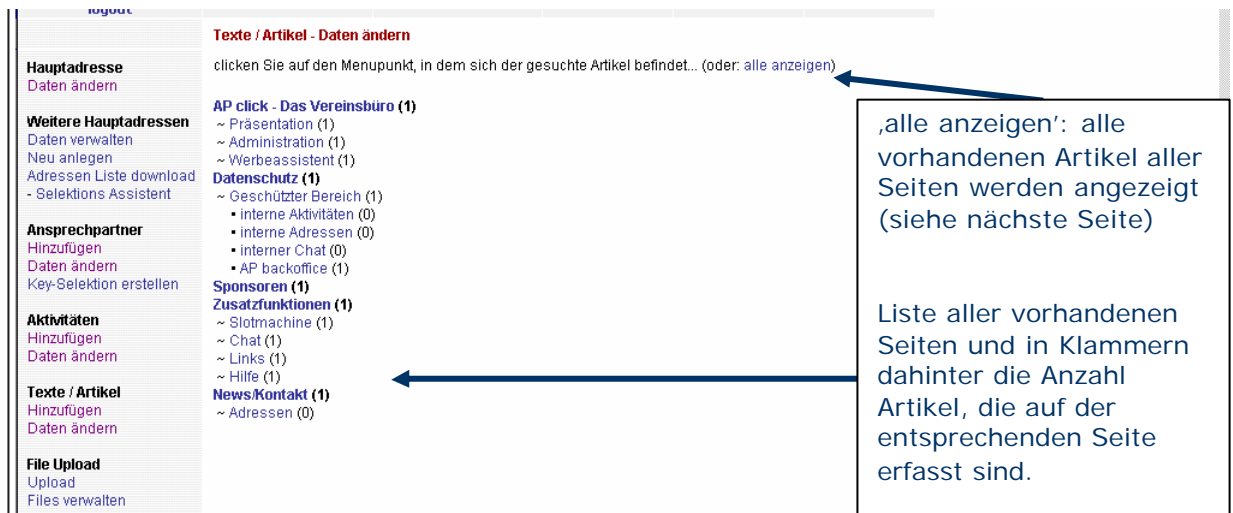 logout
Texte / Artikel - Daten ändern
clicken Sie auf den Menupunkt, in dem sich der gesuchte Artikel befindet... (oder: alle anzeigen)
Hauptadresse
Daten ändern
Weitere Hauptadressen
Daten verwalten
Neu anlegen
Adressen Liste download
- Selektions Assistent
Ansprechpartner
Hinzufügen
Daten ändern
Key-Selektion erstellen
Aktivitäten
Hinzufügen
Daten ändern
Texte / Artikel
Hinzufügen
Daten ändern
File Upload
Upload
Files verwalten
AP click - Das Vereinsbüro (1)
~ Präsentation (1)
~ Administration (1)
~ Werbeassistent (1)
Datenschutz (1)
~ Geschützter Bereich (1)
▪ interne Aktivitäten (0)
▪ interne Adressen (0)
▪ interner Chat (0)
▪ AP backoffice (1)
Sponsoren (1)
Zusatzfunktionen (1)
~ Slotmachine (1)
~ Chat (1)
~ Links (1)
~ Hilfe (1)
News/Kontakt (1)
~ Adressen (0)
‚alle anzeigen': alle
vorhandenen Artikel aller
Seiten werden angezeigt
(siehe nächste Seite)
Liste aller vorhandenen
Seiten und in Klammern
dahinter die Anzahl
Artikel, die auf der
entsprechenden Seite
erfasst sind.